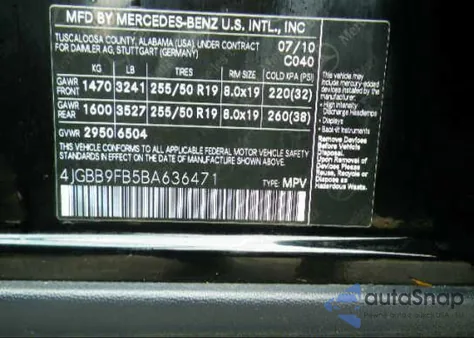 MFD BY MERCEDES-BENZ U.S. INTL., INC
TUSCALOOSA COUNTY, ALABAMA (USA), UNDER CONTRACT
FOR DAIMLER AG, STUTTGART (GERMANY)
07/10
C040
KG LB TIRES RIM SIZE COLD KPA (PSI)
GAWR FRONT 1470 3241 255/50 R19 8.0x19 220(32)
GAWR REAR 1600 3527 255/50 R19 8.0x19 260(38)
GVWR 2950 6504
THIS VEHICLE CONFORMS TO ALL APPLICABLE FEDERAL MOTOR VEHICLE SAFETY
STANDARDS IN EFFECT ON THE DATE OF MANUFACTURE SHOWN ABOVE.
4JGBB9FB5BA636471
TYPE: MPV
This vehicle may
include mercury-added
devices installed by the
manufacturer:
• High Intensity
Discharge Headlamps
• Displays
• Back-lit Instruments
Remove Devices
Before Vehicle Disposal
Upon Removal of
Devices Please Reuse,
Recycle or Dispose as
Hazardous Waste.
autoSnap